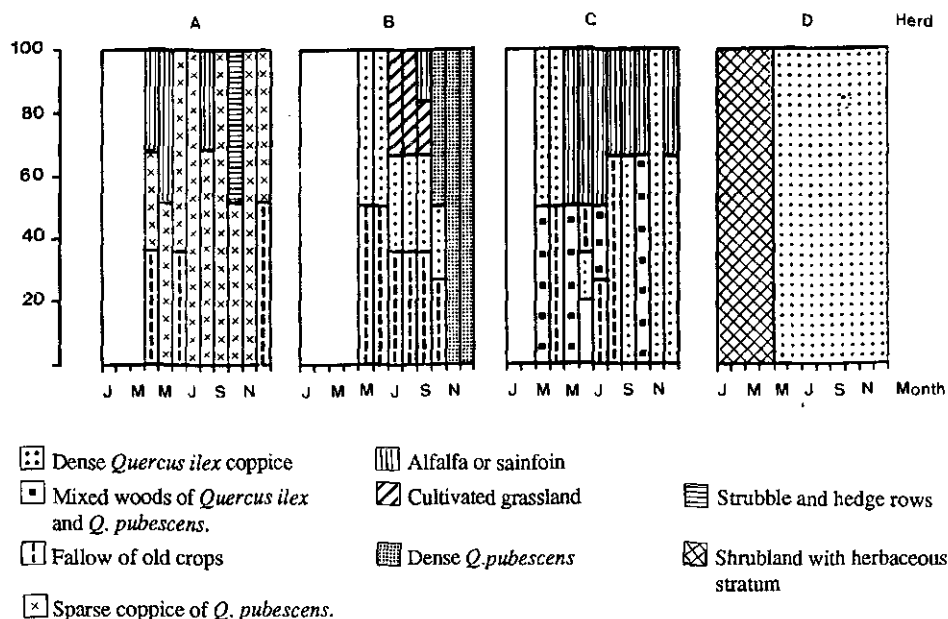 A B C D Herd
100
80
60
40
20
J M M J S N J M M J S N J M M J S N J M M J S N Month
Dense Quercus ilex coppice
Mixed woods of Quercus ilex
and Q. pubescens.
Fallow of old crops
Sparse coppice of Q. pubescens.
Alfalfa or sainfoin
Cultivated grassland
Dense Q.pubescens
Strubble and hedge rows
Shrubland with herbaceous
stratum